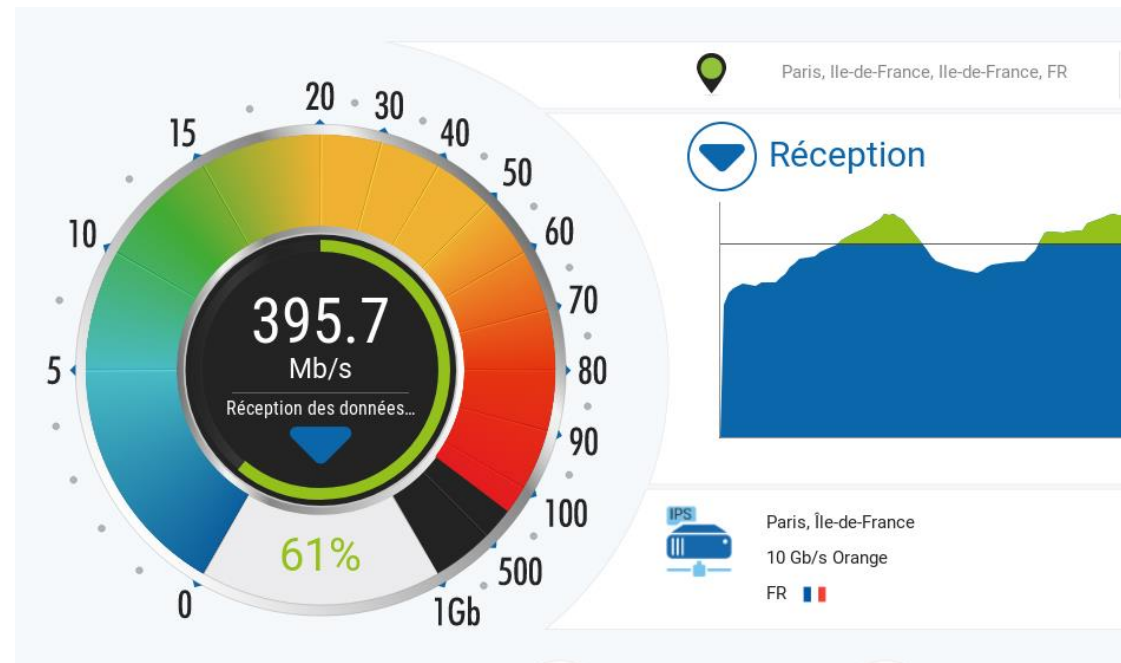 Paris, Ile-de-France, Ile-de-France, FR
Réception
20
30
40
15
50
10
60
70
5
80
90
100
500
0
1Gb
395.7
Mb/s
Réception des données...
61%
IPS
Paris, Île-de-France
10 Gb/s Orange
FR